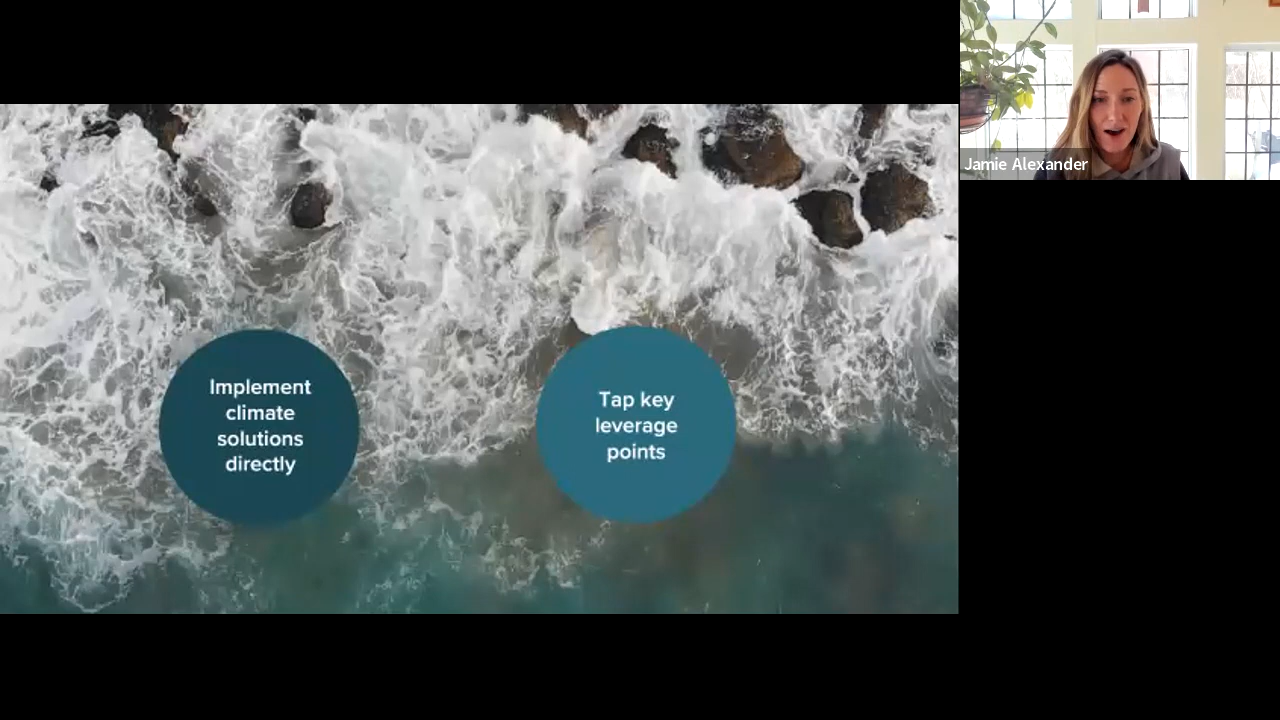 Implement
climate
solutions
directly
Tap key
leverage
points
Jamie Alexander